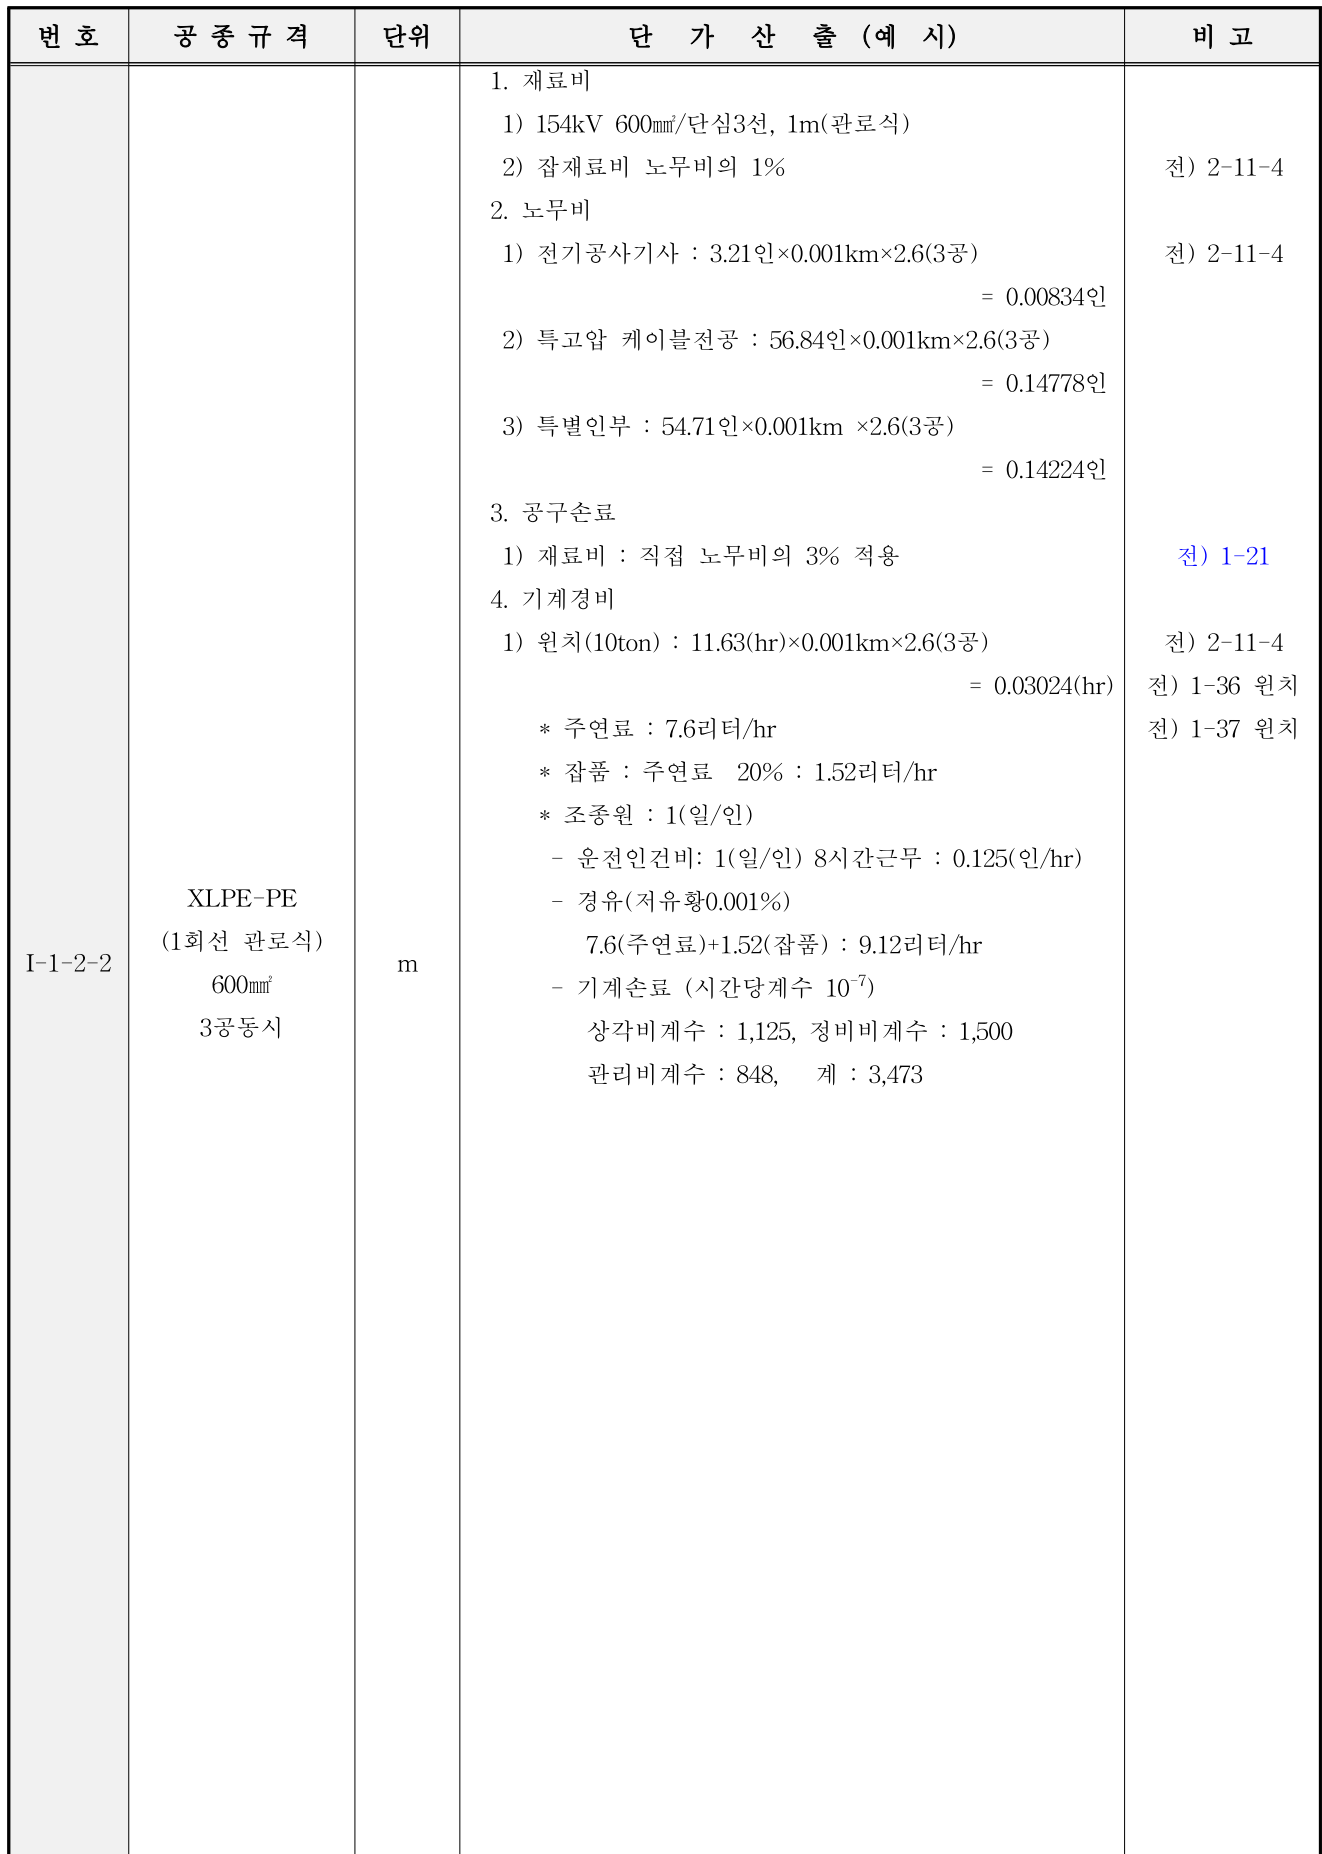 번 호 공 종 규 격 단위 단 가 산 출 (예 시) 비 고
1. 재료비
1) 154kV 600㎟/단심3선, 1m(관로식)
2) 잡재료비 노무비의 1% 전) 2-11-4
2. 노무비
1) 전기공사기사 : 3.21인×0.001km×2.6(3공) 전) 2-11-4
= 0.00834인
2) 특고압 케이블전공 : 56.84인×0.001km×2.6(3공)
= 0.14778인
3) 특별인부 : 54.71인×0.001km ×2.6(3공)
= 0.14224인
3. 공구손료
1) 재료비 : 직접 노무비의 3% 적용 전) 1-21
4. 기계경비
1) 윈치(10ton) : 11.63(hr)×0.001km×2.6(3공) 전) 2-11-4
= 0.03024(hr) 전) 1-36 윈치
* 주연료 : 7.6리터/hr 전) 1-37 윈치
* 잡품 : 주연료 20% : 1.52리터/hr
* 조종원 : 1(일/인)
- 운전인건비: 1(일/인) 8시간근무 : 0.125(인/hr)
- 경유(저유황0.001%)
7.6(주연료)+1.52(잡품) : 9.12리터/hr
- 기계손료 (시간당계수 10⁻⁷)
상각비계수 : 1,125, 정비비계수 : 1,500
관리비계수 : 848, 계 : 3,473
I-1-2-2
XLPE-PE
(1회선 관로식)
600㎟
3공동시
m